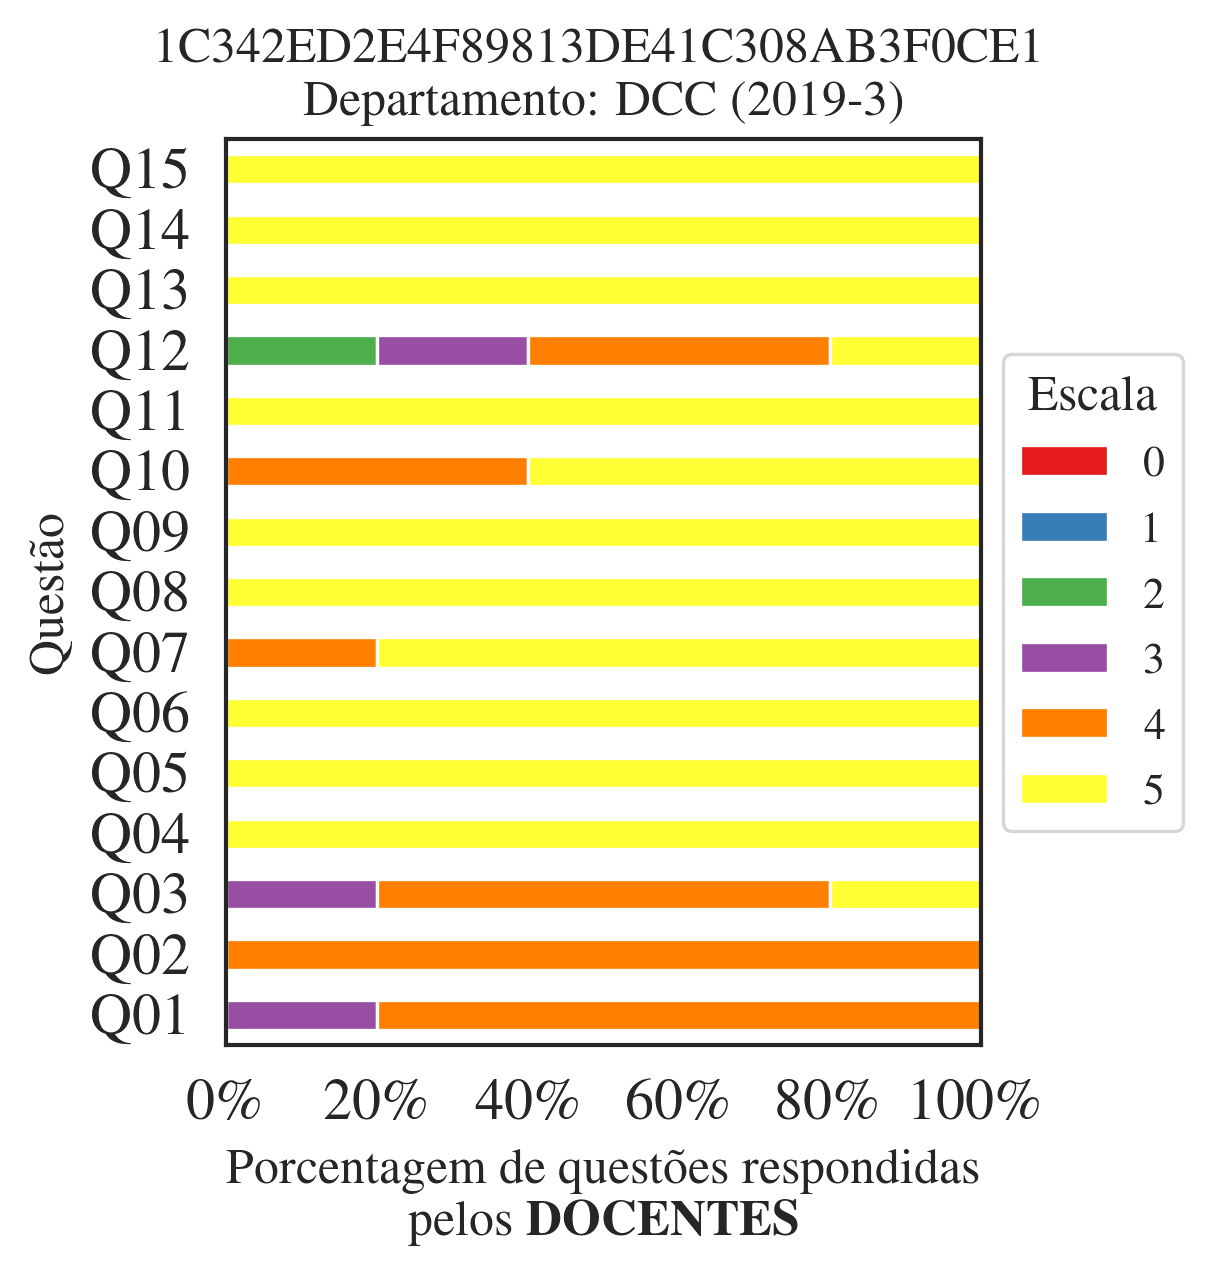 1C342ED2E4F89813DE41C308AB3F0CE1
Departamento: DCC (2019-3)
Questão
Q15
Q14
Q13
Q12
Q11
Q10
Q09
Q08
Q07
Q06
Q05
Q04
Q03
Q02
Q01
0% 20% 40% 60% 80% 100%
Porcentagem de questões respondidas
pelos DOCENTES
Escala
0
1
2
3
4
5